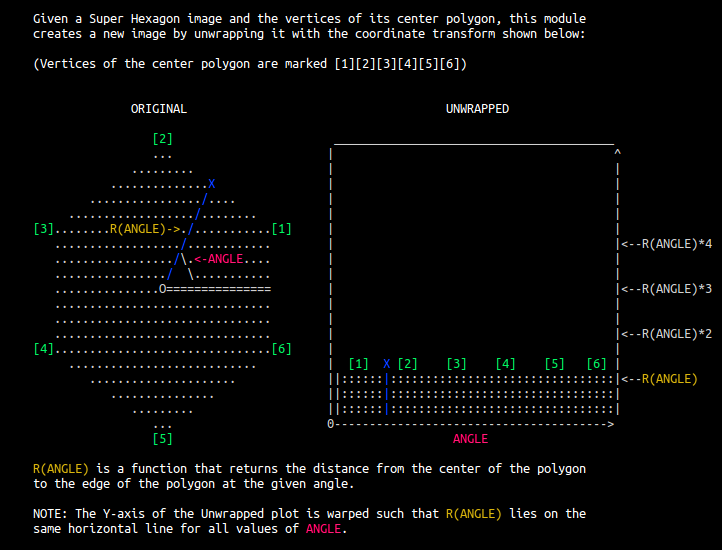 Given a Super Hexagon image and the vertices of its center polygon, this module
creates a new image by unwrapping it with the coordinate transform shown below:
(Vertices of the center polygon are marked [1][2][3][4][5][6])
ORIGINAL UNWRAPPED
[2]
^
X
[3] R(ANGLE)-> [1]
<--R(ANGLE)*4
<-ANGLE
O =============== <--R(ANGLE)*3
<--R(ANGLE)*2
[4] [6] [1] X [2] [3] [4] [5] [6]
<--R(ANGLE)
0----------------------------------------->
[5] ANGLE
R(ANGLE) is a function that returns the distance from the center of the polygon
to the edge of the polygon at the given angle.
NOTE: The Y-axis of the Unwrapped plot is warped such that R(ANGLE) lies on the
same horizontal line for all values of ANGLE.